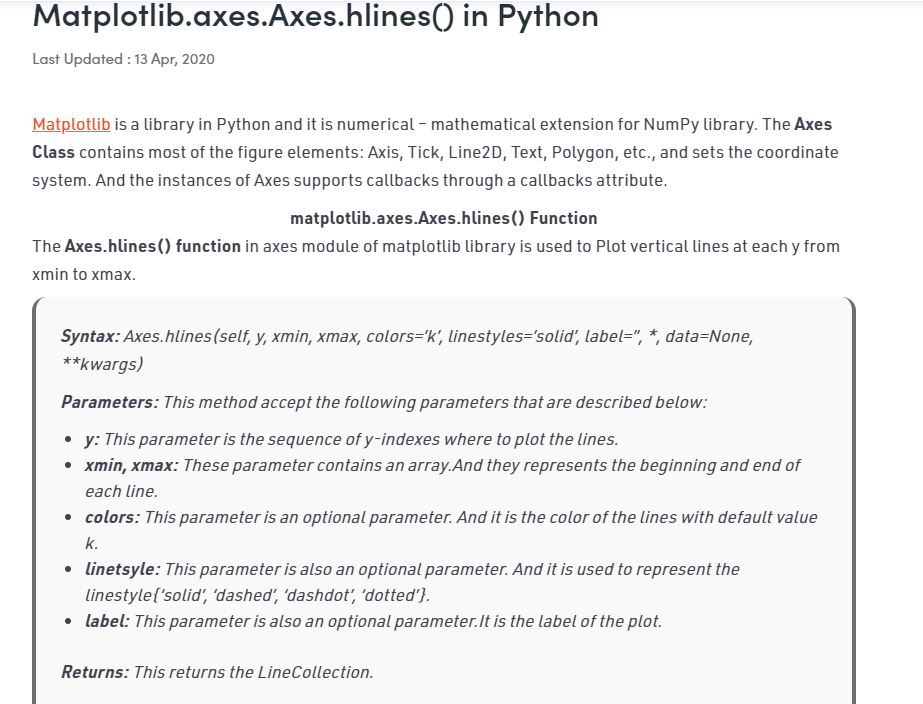 Matplotlib.axes.Axes.hlines() in Python
Last Updated : 13 Apr, 2020
Matplotlib is a library in Python and it is numerical – mathematical extension for NumPy library. The Axes
Class contains most of the figure elements: Axis, Tick, Line2D, Text, Polygon, etc., and sets the coordinate
system. And the instances of Axes supports callbacks through a callbacks attribute.
matplotlib.axes.Axes.hlines() Function
The Axes.hlines() function in axes module of matplotlib library is used to Plot vertical lines at each y from
xmin to xmax.
Syntax: Axes.hlines(self, y, xmin, xmax, colors=’k’, linestyles=’solid’, label=”, *, data=None,
**kwargs)
Parameters: This method accept the following parameters that are described below:
• y: This parameter is the sequence of y-indexes where to plot the lines.
• xmin, xmax: These parameter contains an array.And they represents the beginning and end of
each line.
• colors: This parameter is an optional parameter. And it is the color of the lines with default value
k.
• linetsyle: This parameter is also an optional parameter. And it is used to represent the
linestyle{‘solid’, ‘dashed’, ‘dashdot’, ‘dotted’}.
• label: This parameter is also an optional parameter.It is the label of the plot.
Returns: This returns the LineCollection.